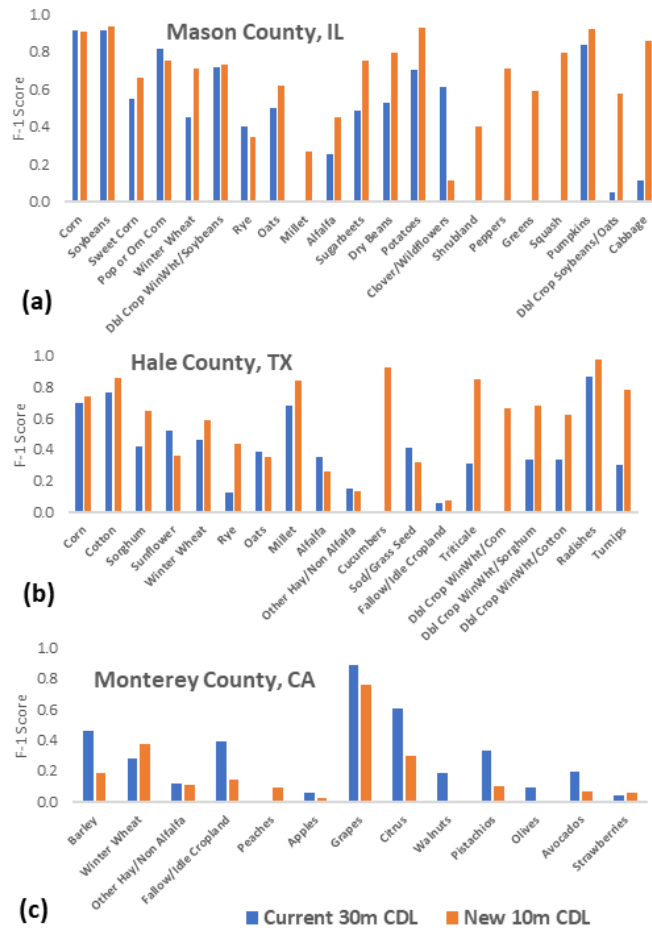 Mason County, IL
F-1 Score
1.0
0.8
0.6
0.4
0.2
0.0
Corn
Soybeans
Sweet Corn
Pop or Orn Corn
Winter Wheat
Dbl Crop WinWht/Soybeans
Rye
Oats
Millet
Alfalfa
Sugarbeets
Dry Beans
Potatoes
Clover/Wildflowers
Shrubland
Peppers
Greens
Squash
Pumpkins
Dbl Crop Soybeans/Oats
Cabbage
(a)
Hale County, TX
F-1 Score
1.0
0.8
0.6
0.4
0.2
0.0
Corn
Cotton
Sorghum
Sunflower
Winter Wheat
Rye
Oats
Millet
Alfalfa
Other Hay/Non Alfalfa
Cucumbers
Sod/Grass Seed
Fallow/Idle Cropland
Triticale
Dbl Crop WinWht/Corn
Dbl Crop WinWht/Sorghum
Dbl Crop WinWht/Cotton
Radishes
Turnips
(b)
Monterey County, CA
F-1 Score
1.0
0.8
0.6
0.4
0.2
0.0
Barley
Winter Wheat
Other Hay/Non Alfalfa
Fallow/Idle Cropland
Peaches
Apples
Grapes
Citrus
Walnuts
Pistachios
Olives
Avocados
Strawberries
(c)
Current 30m CDL
New 10m CDL